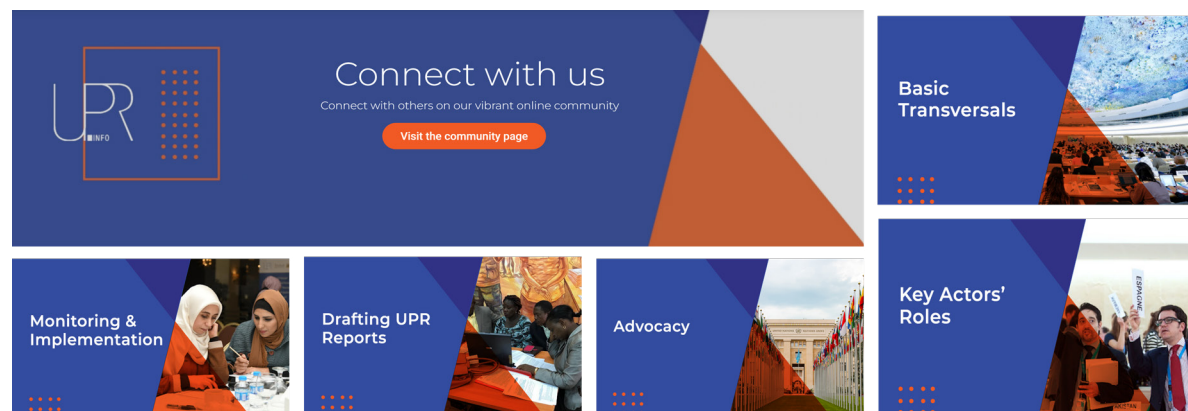 UPR
INFO
Connect with us
Connect with others on our vibrant online community
Visit the community page
Basic
Transversals
Monitoring &
Implementation
Drafting UPR
Reports
Advocacy
Key Actors’
Roles
ESPAGNE